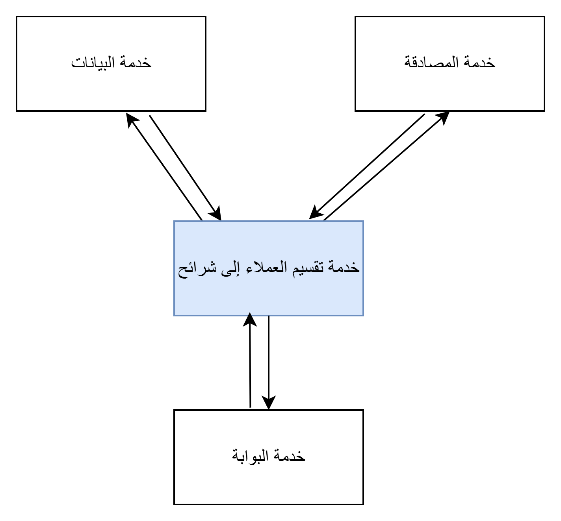 خدمة المصادقة
خدمة البيانات
خدمة تقسيم العملاء إلى شرائح
خدمة البوابة